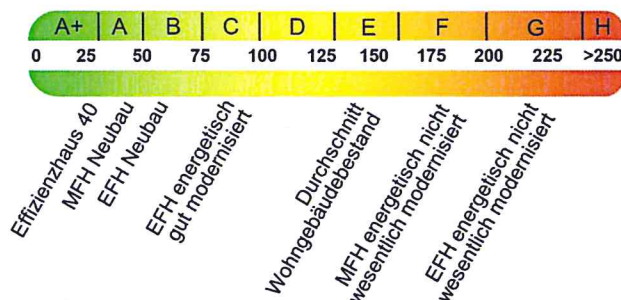 A+ A B C D E F G H
0 25 50 75 100 125 150 175 200 225 >250
Effizienzhaus 40
MFH Neubau
EFH Neubau
EFH energetisch
gut modernisiert
Durchschnitt
Wohngebäudebestand
MFH energetisch nicht
wesentlich modernisiert
EFH energetisch nicht
wesentlich modernisiert